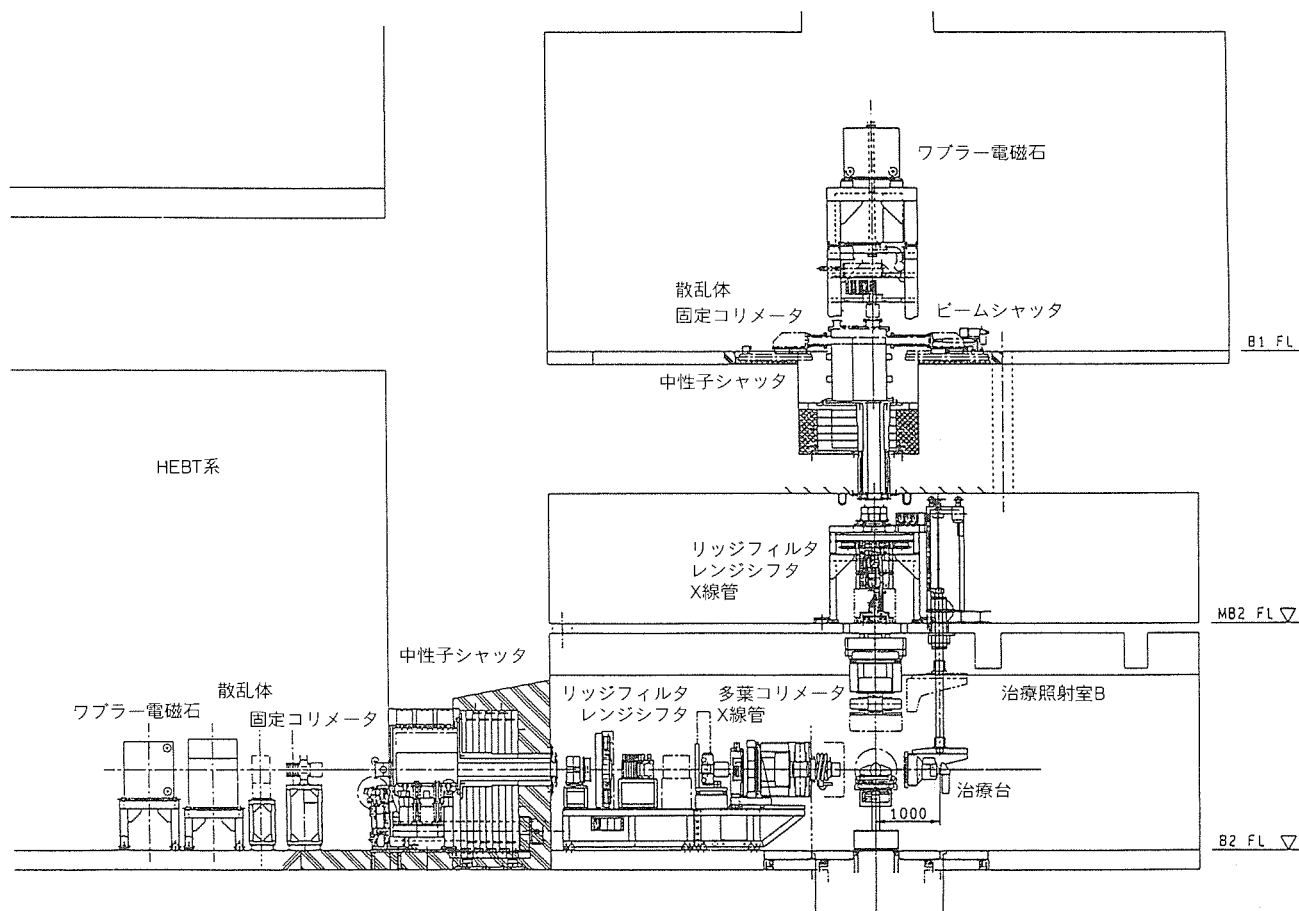 ワブラー電磁石
散乱体
固定コリメータ
ビームシャッタ
B1 FL
中性子シャッタ
HEBT系
リッジフィルタ
レンジシフタ
X線管
MB2 FL
中性子シャッタ
散乱体
ワブラー電磁石
固定コリメータ
リッジフィルタ
レンジシフタ
多葉コリメータ
X線管
治療照射室B
治療台
1000
B2 FL